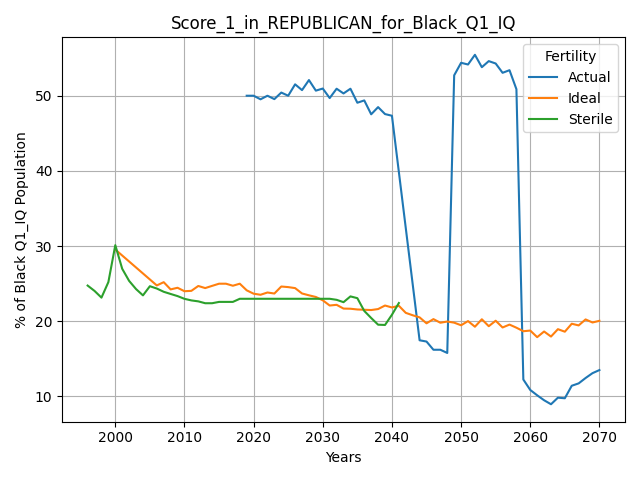 Score_1_in_REPUBLICAN_for_Black_Q1_IQ
Fertility
Actual
Ideal
Sterile
% of Black Q1_IQ Population
50
40
30
20
10
2000 2010 2020 2030 2040 2050 2060 2070
Years